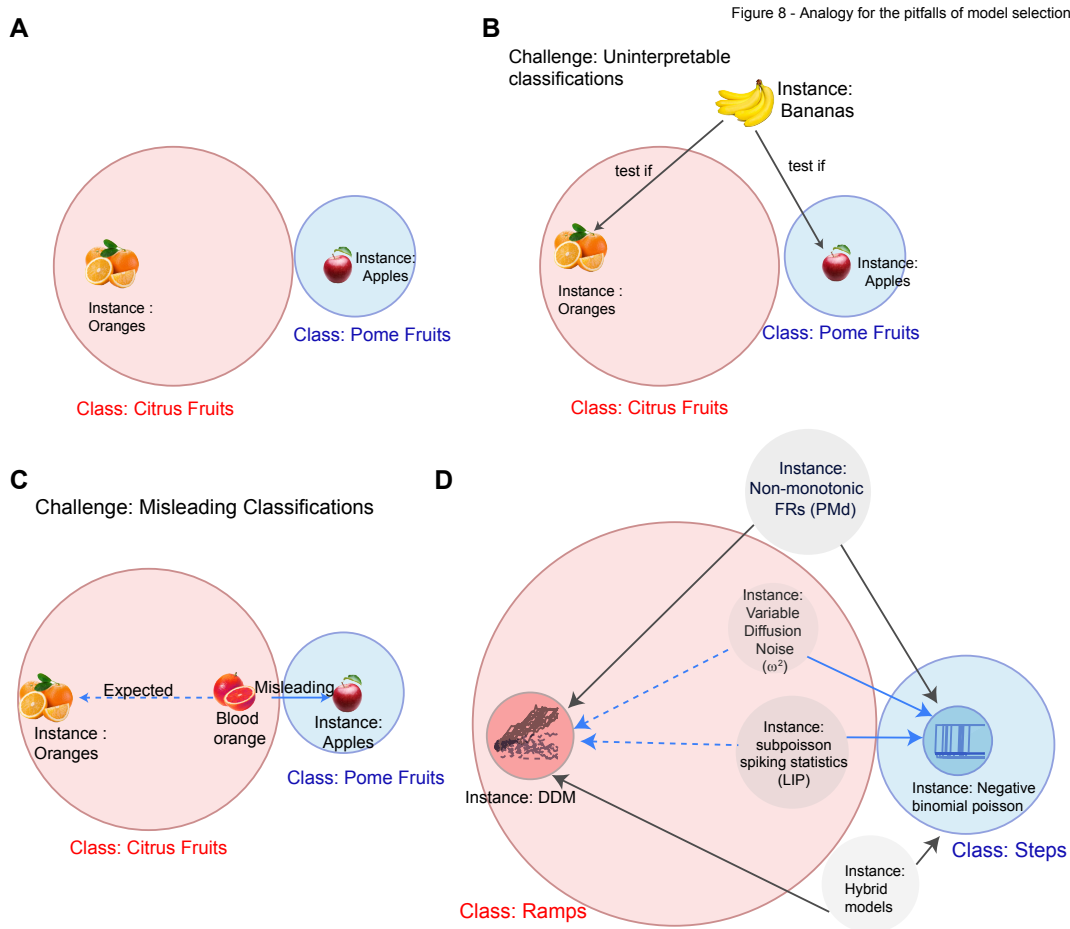 Figure 8 - Analogy for the pitfalls of model selection
A
Instance :
Oranges
Instance:
Apples
Class: Pome Fruits
Class: Citrus Fruits
B
Challenge: Uninterpretable
classifications
Instance:
Bananas
test if
test if
Instance :
Oranges
Instance:
Apples
Class: Pome Fruits
Class: Citrus Fruits
C
Challenge: Misleading Classifications
Expected
Misleading
Instance :
Oranges
Blood
orange
Instance:
Apples
Class: Pome Fruits
Class: Citrus Fruits
D
Instance:
Non-monotonic
FRs (PMd)
Instance:
Variable
Diffusion
Noise
(ω²)
Instance:
subpoisson
spiking statistics
(LIP)
Instance: DDM
Instance: Negative
binomial poisson
Class: Steps
Instance:
Hybrid
models
Class: Ramps